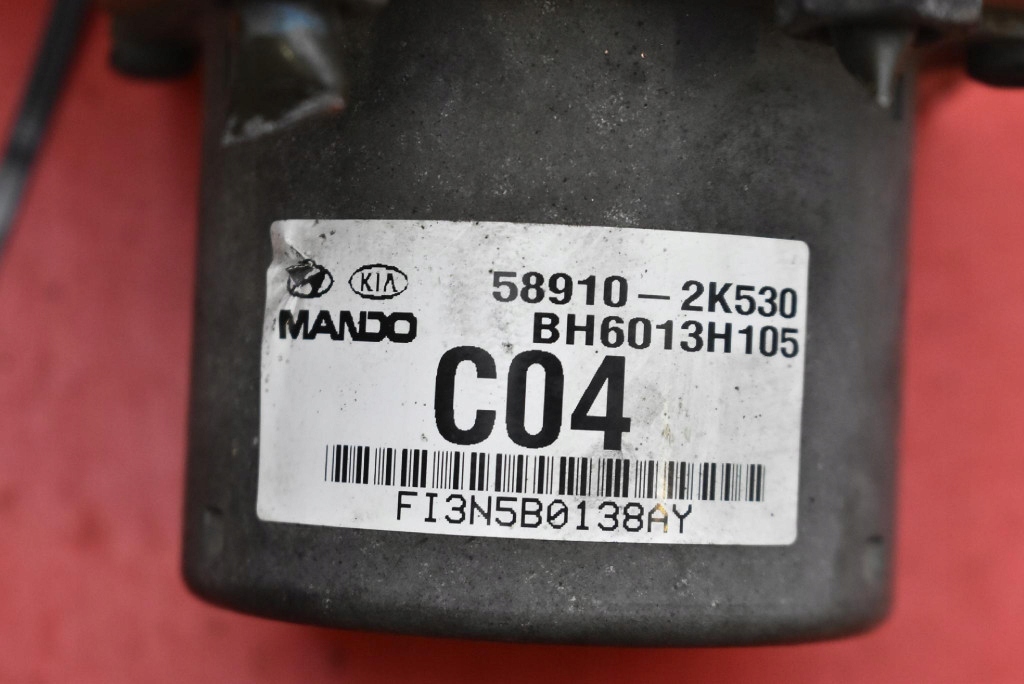 KIA 58910-2K530
MANDO BH6013H105
C04
FI3N5B0138AY